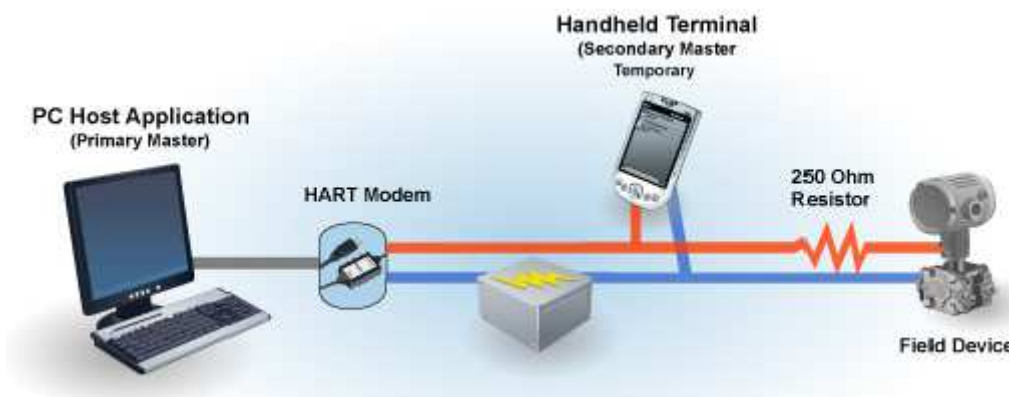 Handheld Terminal
(Secondary Master
Temporary
PC Host Application
(Primary Master)
HART Modem
250 Ohm
Resistor
Field Device